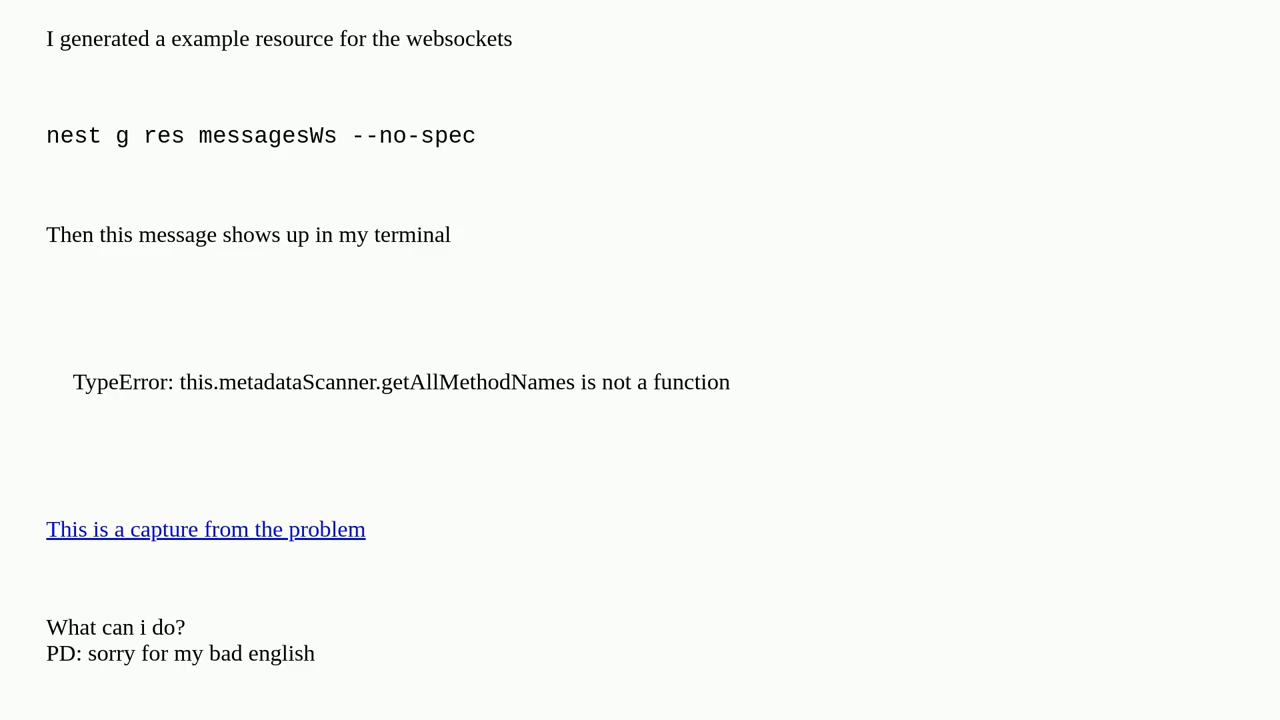 I generated a example resource for the websockets
nest g res messagesWs --no-spec
Then this message shows up in my terminal
TypeError: this.metadataScanner.getAllMethodNames is not a function
This is a capture from the problem
What can i do?
PD: sorry for my bad english